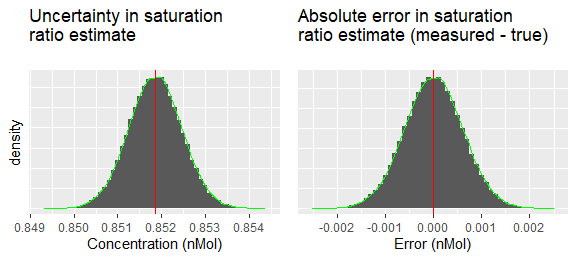 Uncertainty in saturation
ratio estimate
density
0.849 0.850 0.851 0.852 0.853 0.854
Concentration (nMol)
Absolute error in saturation
ratio estimate (measured - true)
-0.002 -0.001 0.000 0.001 0.002
Error (nMol)